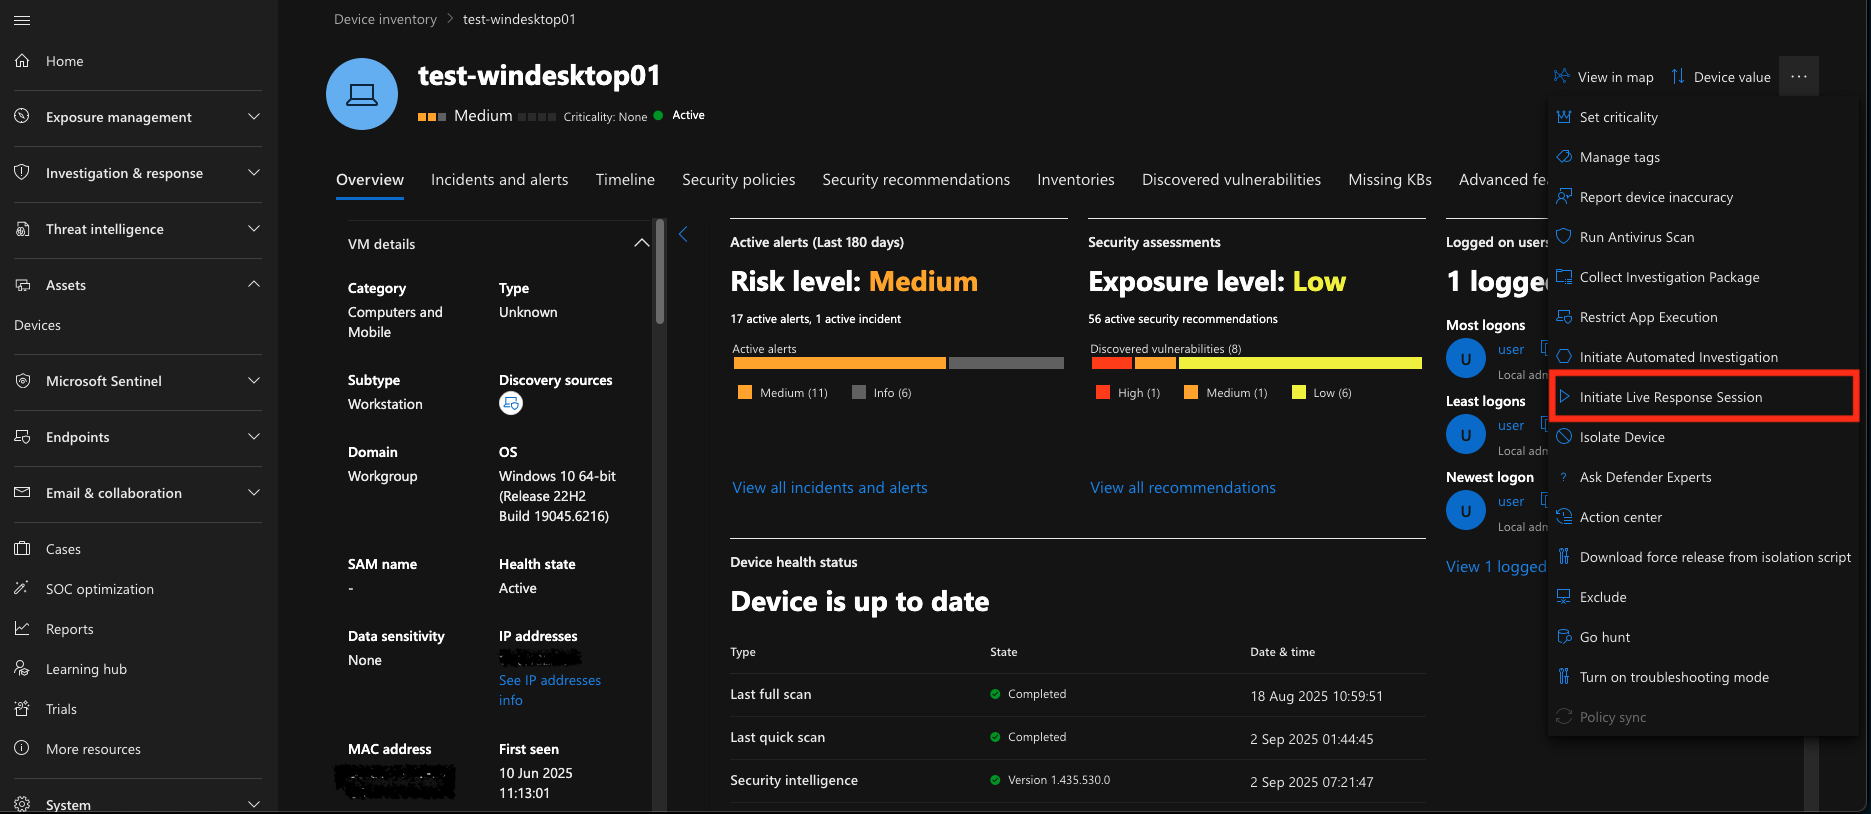 Device inventory > test-windesktop01
Home
Exposure management
Investigation & response
Threat intelligence
Assets
Devices
Microsoft Sentinel
Endpoints
Email & collaboration
Cases
SOC optimization
Reports
Learning hub
Trials
More resources
System
test-windesktop01
Medium
Criticality: None
Active
View in map
Device value
Overview
Incidents and alerts
Timeline
Security policies
Security recommendations
Inventories
Discovered vulnerabilities
Missing KBs
Advanced
VM details
Category
Computers and
Mobile
Type
Unknown
Subtype
Workstation
Discovery sources
Domain
Workgroup
OS
Windows 10 64-bit
(Release 22H2
Build 19045.6216)
SAM name
-
Health state
Active
Data sensitivity
None
IP addresses
See IP addresses
info
MAC address
First seen
10 Jun 2025
11:13:01
Active alerts (Last 180 days)
Risk level: Medium
17 active alerts, 1 active incident
Active alerts
Medium (11)
Info (6)
View all incidents and alerts
Security assessments
Exposure level: Low
56 active security recommendations
Discovered vulnerabilities (8)
High (1)
Medium (1)
Low (6)
View all recommendations
Logged on users
1 logged
Most logons
U
user
Local adm
Least logons
U
user
Local adm
Newest logon
U
user
Local adm
View 1 logged
Device health status
Device is up to date
Type State Date & time
Last full scan Completed 18 Aug 2025 10:59:51
Last quick scan Completed 2 Sep 2025 01:44:45
Security intelligence Version 1.435.530.0 2 Sep 2025 07:21:47
Set criticality
Manage tags
Report device inaccuracy
Run Antivirus Scan
Collect Investigation Package
Restrict App Execution
Initiate Automated Investigation
Initiate Live Response Session
Isolate Device
? Ask Defender Experts
Action center
Download force release from isolation script
Exclude
Go hunt
Turn on troubleshooting mode
Policy sync